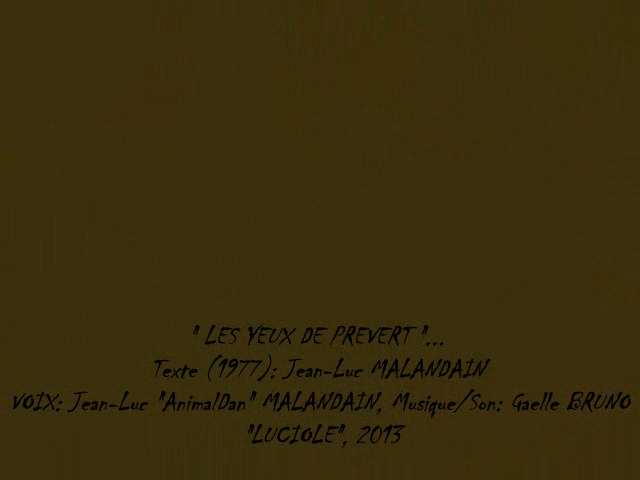 " LES YEUX DE PREVERT "...
Texte (1977): Jean-Luc MALANDAIN
VOIX: Jean-Luc "AnimalDan" MALANDAIN, Musique/Son: Gaelle BRUNO
"LUCIOLE", 2013